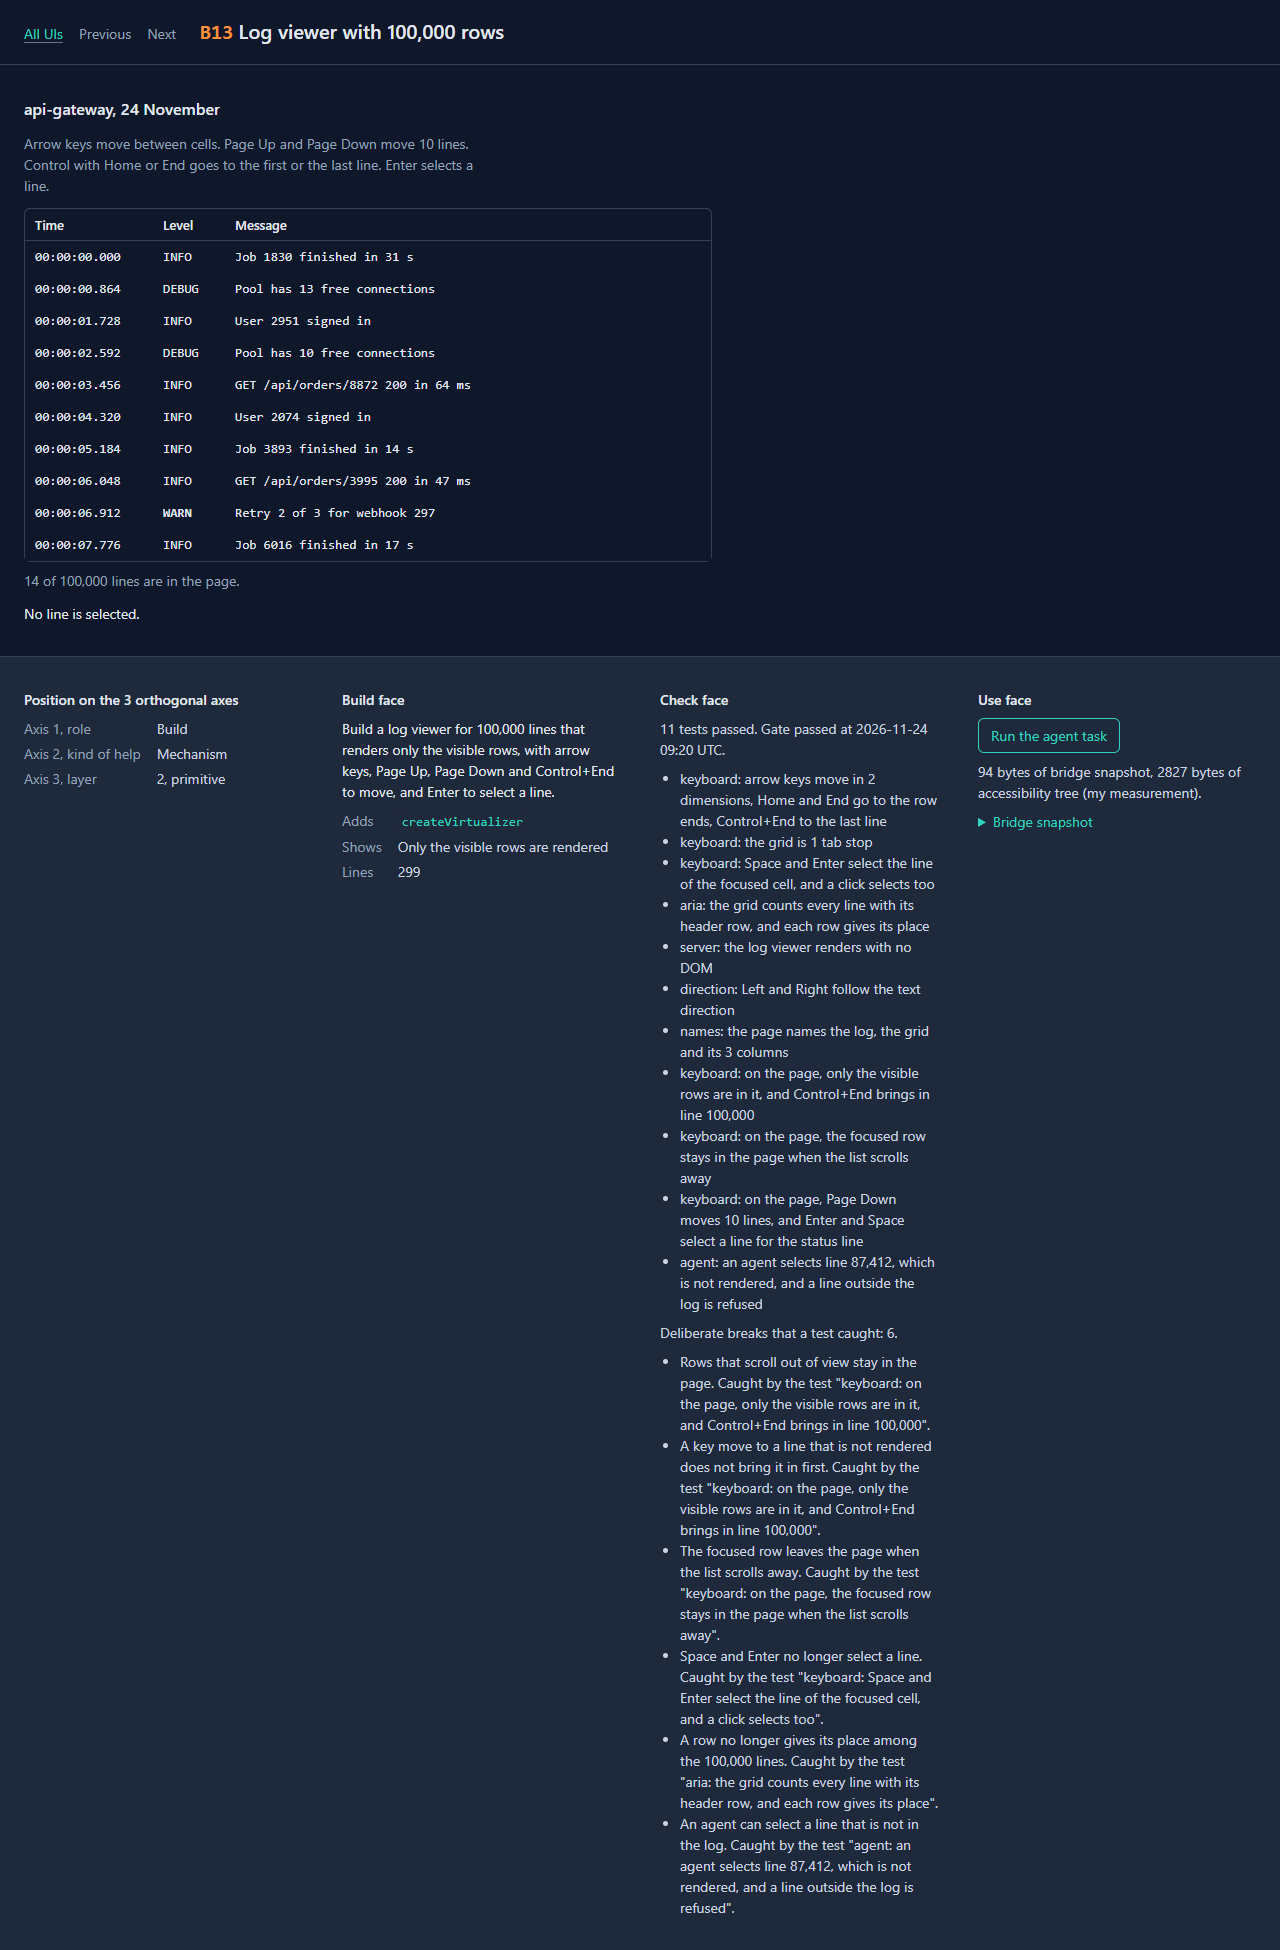 All UIs Previous Next B13 Log viewer with 100,000 rows
api-gateway, 24 November
Arrow keys move between cells. Page Up and Page Down move 10 lines.
Control with Home or End goes to the first or the last line. Enter selects a
line.
Time Level Message
00:00:00.000 INFO Job 1830 finished in 31 s
00:00:00.864 DEBUG Pool has 13 free connections
00:00:01.728 INFO User 2951 signed in
00:00:02.592 DEBUG Pool has 10 free connections
00:00:03.456 INFO GET /api/orders/8872 200 in 64 ms
00:00:04.320 INFO User 2074 signed in
00:00:05.184 INFO Job 3893 finished in 14 s
00:00:06.048 INFO GET /api/orders/3995 200 in 47 ms
00:00:06.912 WARN Retry 2 of 3 for webhook 297
00:00:07.776 INFO Job 6016 finished in 17 s
14 of 100,000 lines are in the page.
No line is selected.
Position on the 3 orthogonal axes
Axis 1, role Build
Axis 2, kind of help Mechanism
Axis 3, layer 2, primitive
Build face
Build a log viewer for 100,000 lines that
renders only the visible rows, with arrow
keys, Page Up, Page Down and Control+End
to move, and Enter to select a line.
Adds createVirtualizer
Shows Only the visible rows are rendered
Lines 299
Check face
11 tests passed. Gate passed at 2026-11-24
09:20 UTC.
• keyboard: arrow keys move in 2
dimensions, Home and End go to the row
ends, Control+End to the last line
• keyboard: the grid is 1 tab stop
• keyboard: Space and Enter select the line
of the focused cell, and a click selects too
• aria: the grid counts every line with its
header row, and each row gives its place
• server: the log viewer renders with no
DOM
• direction: Left and Right follow the text
direction
• names: the page names the log, the grid
and its 3 columns
• keyboard: on the page, only the visible
rows are in it, and Control+End brings in
line 100,000
• keyboard: on the page, the focused row
stays in the page when the list scrolls
away
• keyboard: on the page, Page Down
moves 10 lines, and Enter and Space
select a line for the status line
• agent: an agent selects line 87,412, which
is not rendered, and a line outside the
log is refused
Deliberate breaks that a test caught: 6.
• Rows that scroll out of view stay in the
page. Caught by the test "keyboard: on
the page, only the visible rows are in it,
and Control+End brings in line 100,000".
• A key move to a line that is not rendered
does not bring it in first. Caught by the
test "keyboard: on the page, only the
visible rows are in it, and Control+End
brings in line 100,000".
• The focused row leaves the page when
the list scrolls away. Caught by the test
"keyboard: on the page, the focused row
stays in the page when the list scrolls
away".
• Space and Enter no longer select a line.
Caught by the test "keyboard: Space and
Enter select the line of the focused cell,
and a click selects too".
• A row no longer gives its place among
the 100,000 lines. Caught by the test
"aria: the grid counts every line with its
header row, and each row gives its place".
• An agent can select a line that is not in
the log. Caught by the test "agent: an
agent selects line 87,412, which is not
rendered, and a line outside the log is
refused".
Use face
Run the agent task
94 bytes of bridge snapshot, 2827 bytes of
accessibility tree (my measurement).
▶ Bridge snapshot